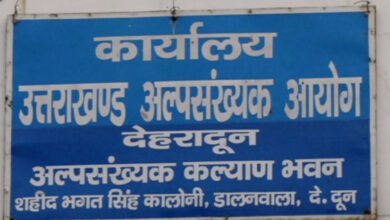 कार्यालय
उत्तराखण्ड अल्पसंख्यक आयोग
देहरादून
अल्पसंख्यक कल्याण भवन
शहीद भगत सिंह कालोनी, डालनवाला, दे. दून